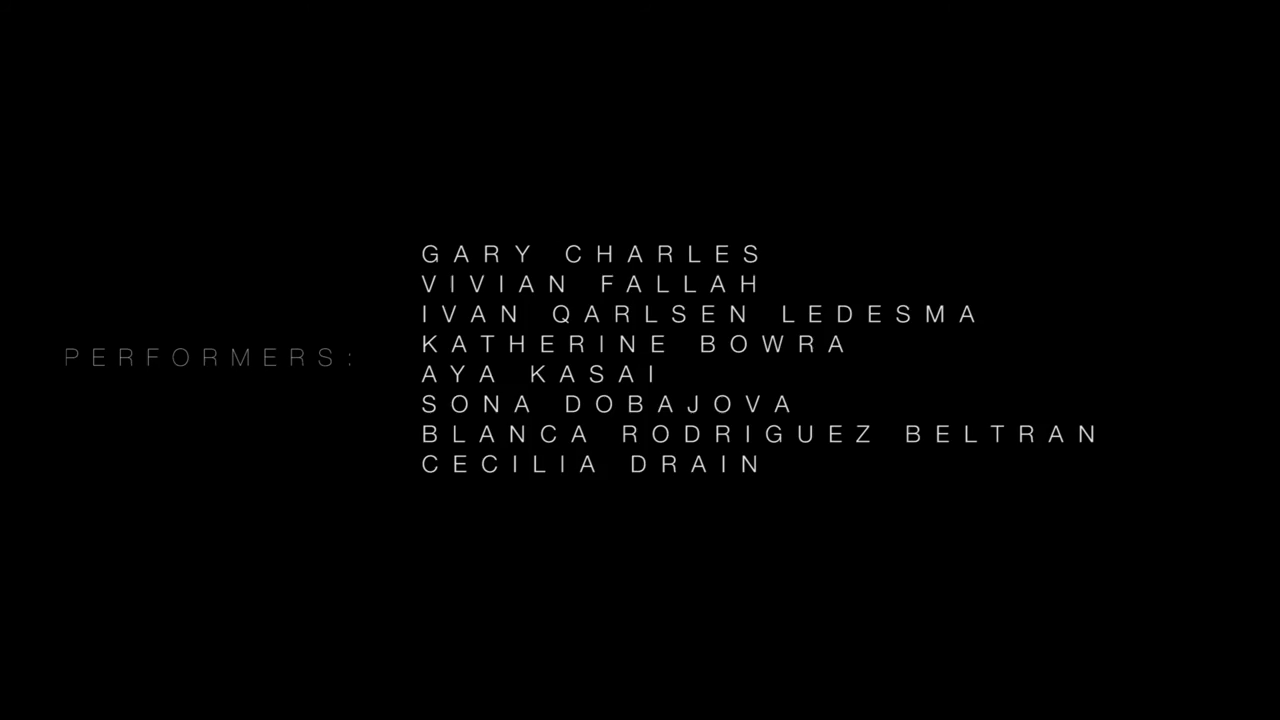 PERFORMERS:
GARY CHARLES
VIVIAN FALLAH
IVAN QARLSEN LEDESMA
KATHERINE BOWRA
AYA KASAI
SONA DOBAJOVA
BLANCA RODRIGUEZ BELTRAN
CECILIA DRAIN